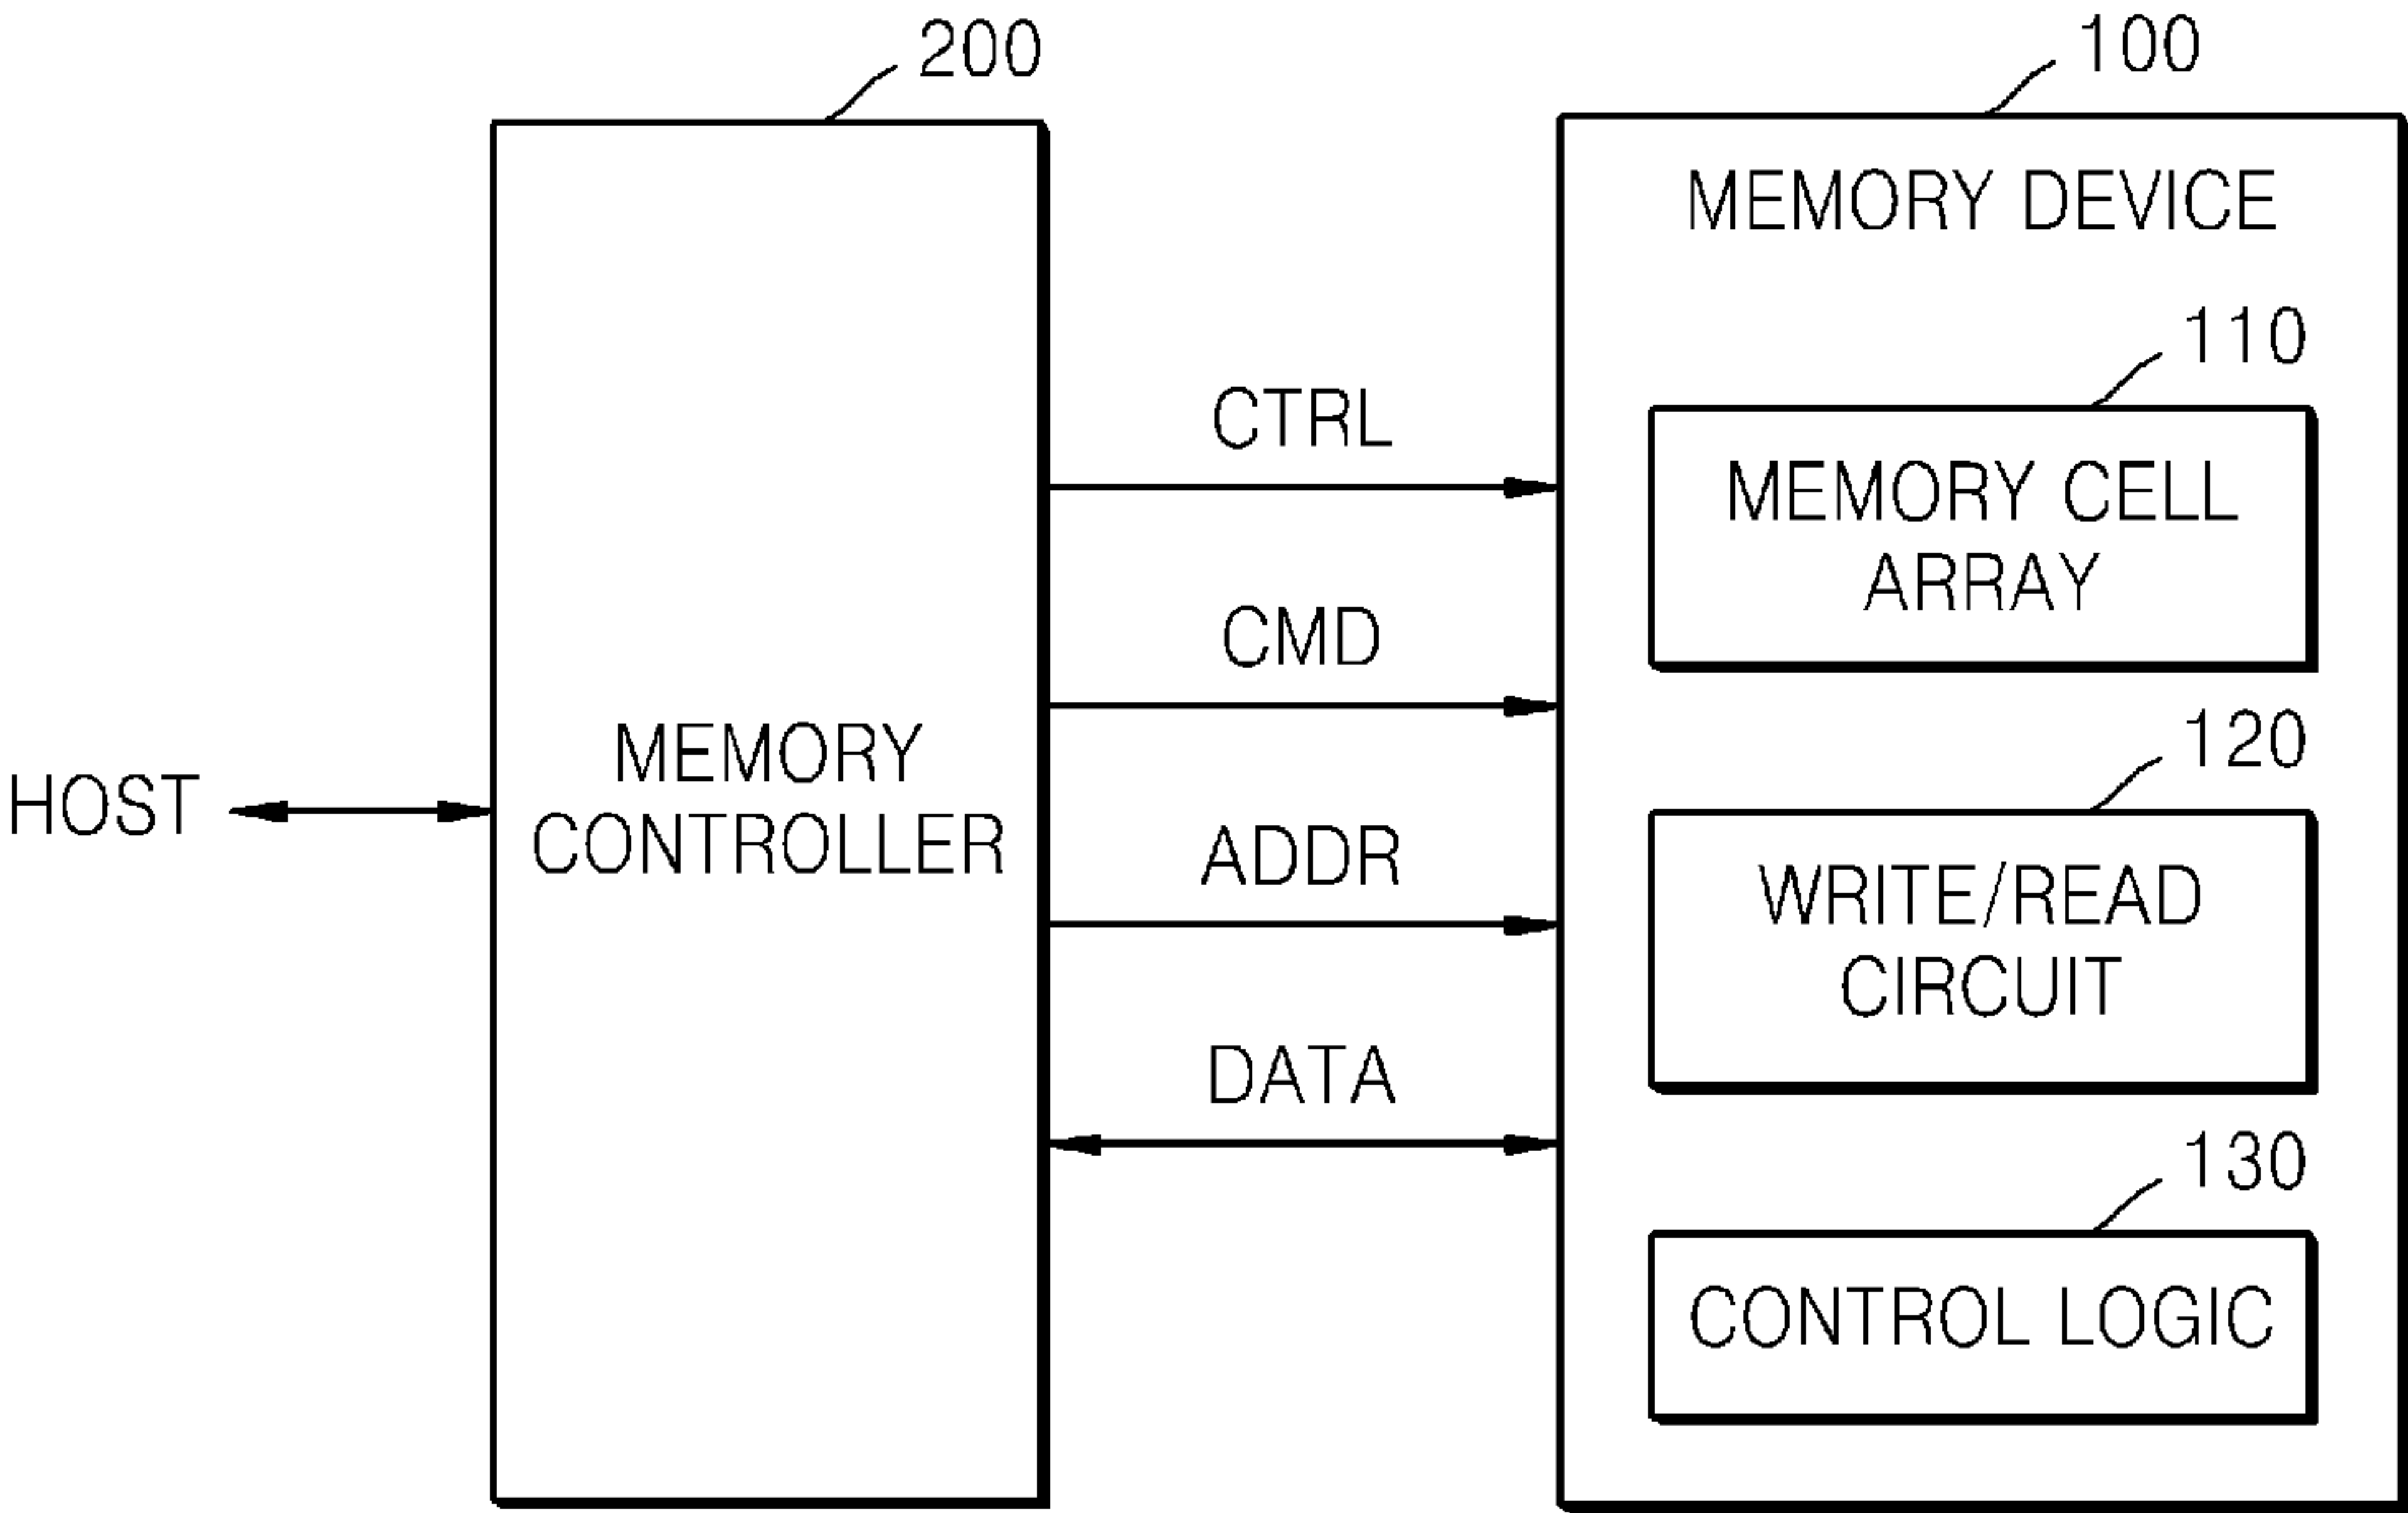 200
100
MEMORY DEVICE
110
CTRL
MEMORY CELL
ARRAY
CMD
120
MEMORY
CONTROLLER
HOST
ADDR
WRITE/READ
CIRCUIT
DATA
130
CONTROL LOGIC